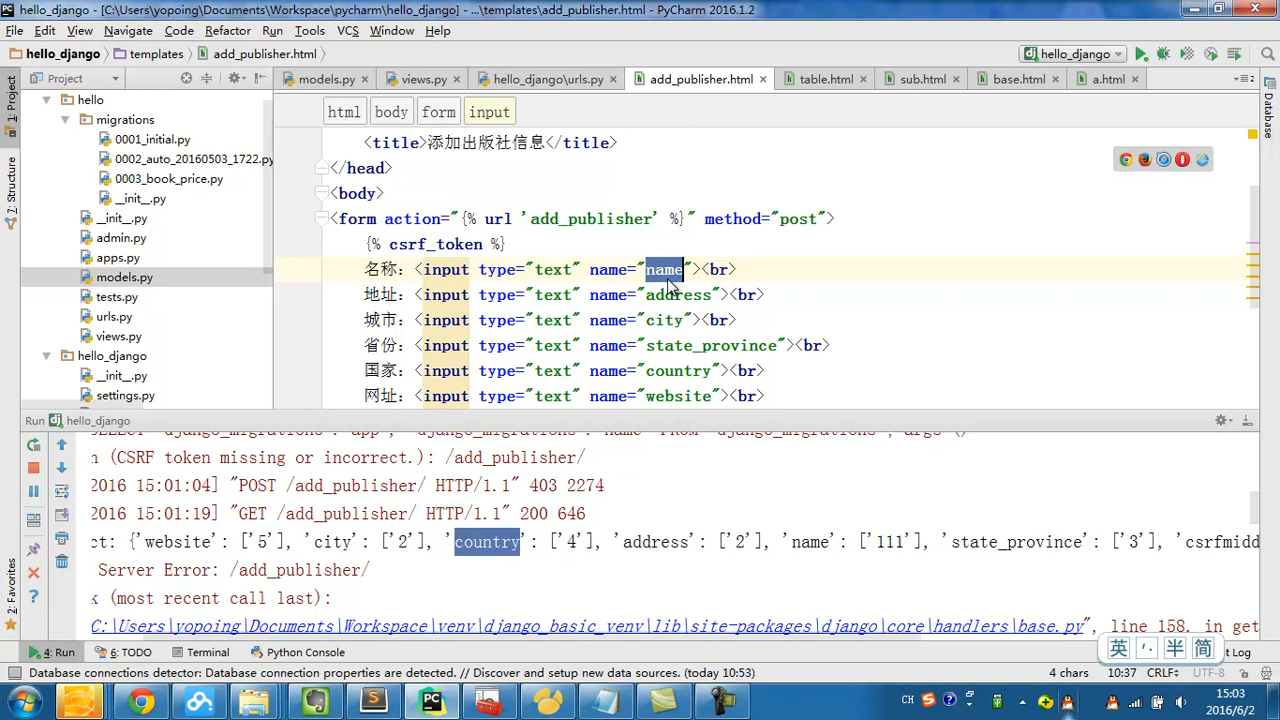 hello_django - [C:\Users\yopoing\Documents\Workspace\pycharm\hello_django] - ...\templates\add_publisher.html - PyCharm 2016.1.2
File Edit View Navigate Code Refactor Run Tools VCS Window Help
hello_django templates add_publisher.html hello_django
Project models.py views.py hello_django\urls.py add_publisher.html table.html sub.html base.html a.html
1: Project
7: Structure
2: Favorites
Database
hello
migrations
0001_initial.py
0002_auto_20160503_1722.py
0003_book_price.py
__init__.py
__init__.py
admin.py
apps.py
models.py
tests.py
urls.py
views.py
hello_django
__init__.py
settings.py
html body form input
<title>添加出版社信息</title>
</head>
<body>
<form action="{% url 'add_publisher' %}" method="post">
{% csrf_token %}
名称：<input type="text" name="name"><br>
地址：<input type="text" name="address"><br>
城市：<input type="text" name="city"><br>
省份：<input type="text" name="state_province"><br>
国家：<input type="text" name="country"><br>
网址：<input type="text" name="website"><br>
Run hello_django
n (CSRF token missing or incorrect.): /add_publisher/
2016 15:01:04] "POST /add_publisher/ HTTP/1.1" 403 2274
2016 15:01:19] "GET /add_publisher/ HTTP/1.1" 200 646
ct: {'website': ['5'], 'city': ['2'], 'country': ['4'], 'address': ['2'], 'name': ['111'], 'state_province': ['3'], 'csrfmidd
Server Error: /add_publisher/
k (most recent call last):
C:\Users\yopoing\Documents\Workspace\venv\django_basic_venv\lib\site-packages\django\core\handlers\base.py", line 158, in get
英 半 简
4: Run 6: TODO Terminal Python Console t Log
Database connections detector: Database connection properties are detected. // Discover and setup new data sources. (today 10:53) 4 chars 10:37 CRLF UTF-8
CH
15:03
2016/6/2